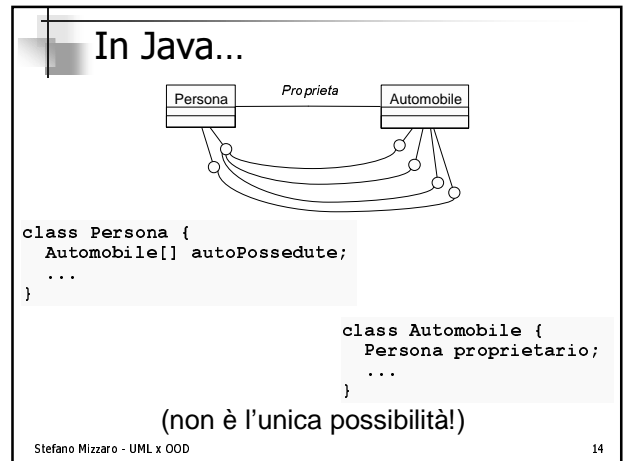 In Java...
Proprieta
Persona
Automobile
class Persona {
Automobile[] autoPossedute;
...
}
class Automobile {
Persona proprietario;
...
}
(non è l'unica possibilità!)
Stefano Mizzaro - UML x OOD
14